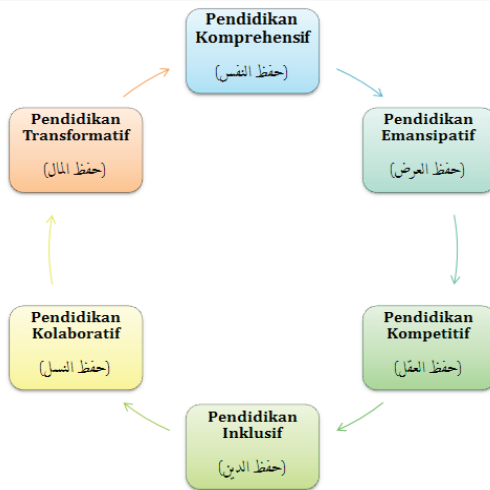 Pendidikan
Komprehensif
(حفظ النفس)
Pendidikan
Emansipatif
(حفظ العرض)
Pendidikan
Kompetitif
(حفظ العقل)
Pendidikan
Inklusif
(حفظ الدين)
Pendidikan
Kolaboratif
(حفظ النسل)
Pendidikan
Transformatif
(حفظ المال)